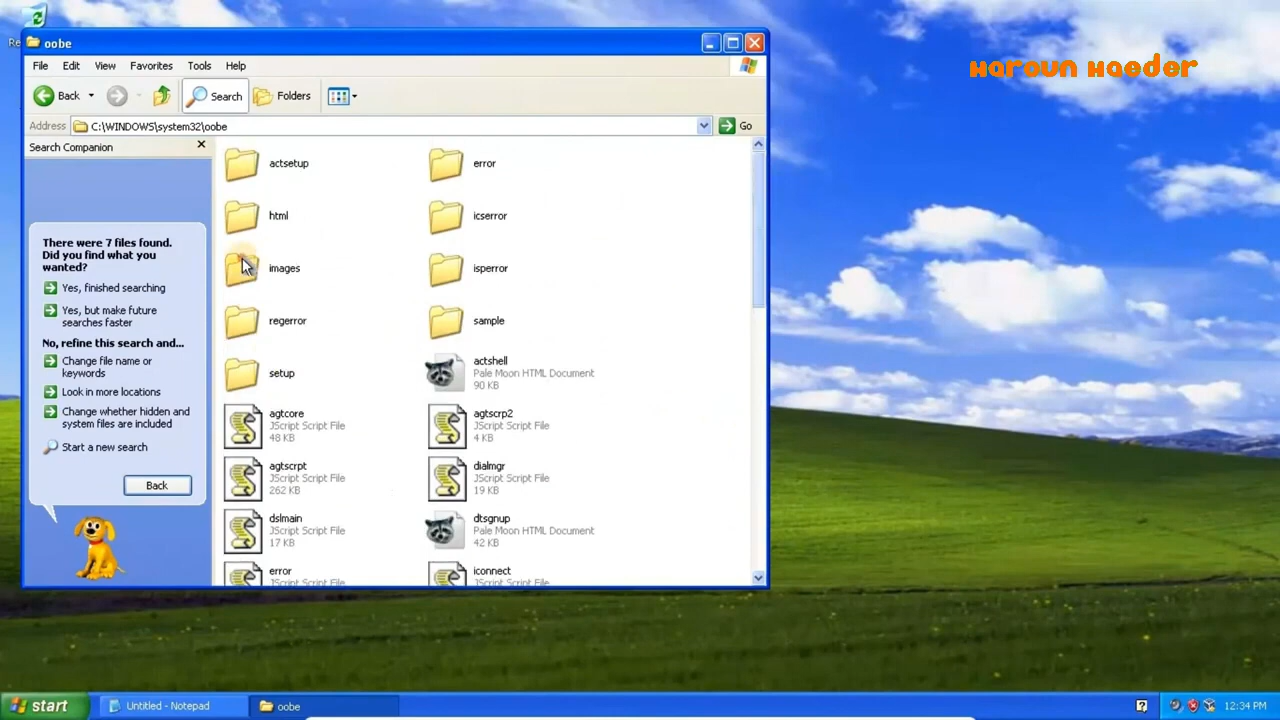 Haroun Haeder
Re
oobe
File Edit View Favorites Tools Help
Back Search Folders
Address C:\WINDOWS\system32\oobe Go
Search Companion
There were 7 files found.
Did you find what you
wanted?
Yes, finished searching
Yes, but make future
searches faster
No, refine this search and...
Change file name or
keywords
Look in more locations
Change whether hidden and
system files are included
Start a new search
Back
actsetup
error
html
icserror
images
isperror
regerror
sample
setup
actshell
Pale Moon HTML Document
90 KB
agtcore
JScript Script File
48 KB
agtscrp2
JScript Script File
4 KB
agtscrpt
JScript Script File
262 KB
dialmgr
JScript Script File
19 KB
dslmain
JScript Script File
17 KB
dtsgnup
Pale Moon HTML Document
42 KB
error
JScript Script File
iconnect
JScript Script File
start Untitled - Notepad oobe ? 12:34 PM